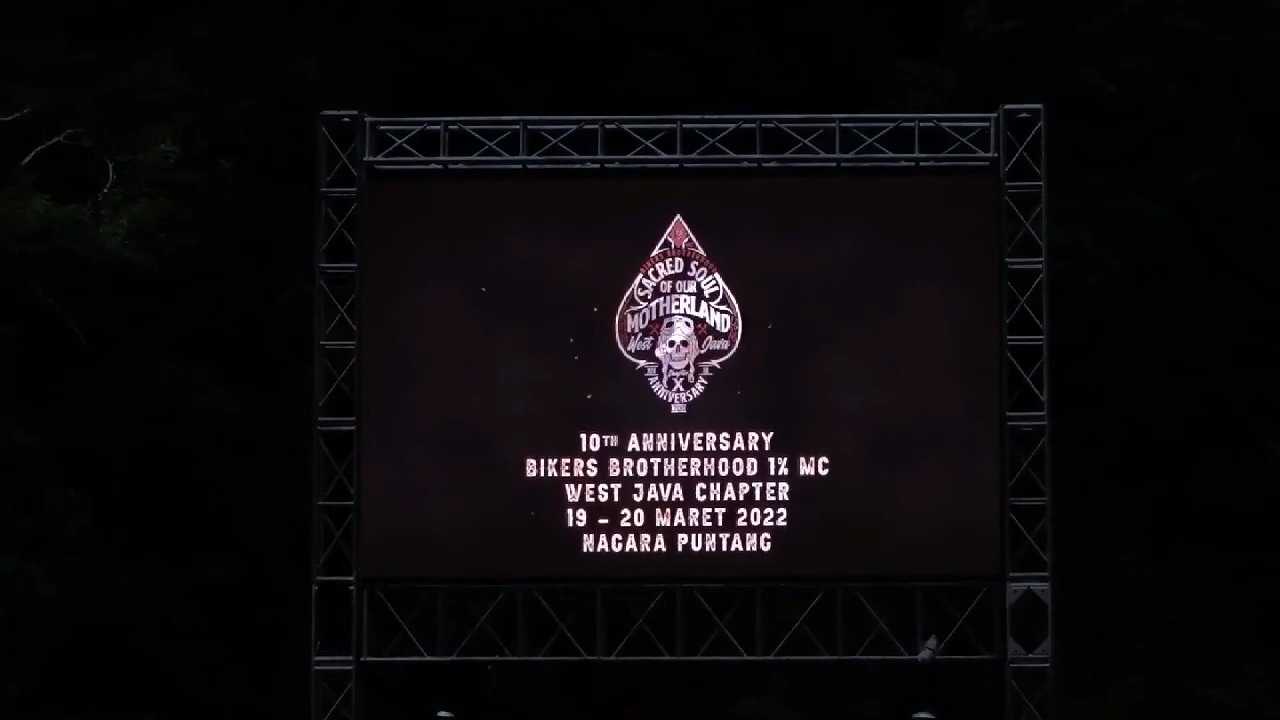 SACRED SOUL
OF OUR
MOTHERLAND
West Java
Chapter
X
ANNIVERSARY
10TH ANNIVERSARY
BIKERS BROTHERHOOD 1% MC
WEST JAVA CHAPTER
19 - 20 MARET 2022
NAGARA PUNTANG